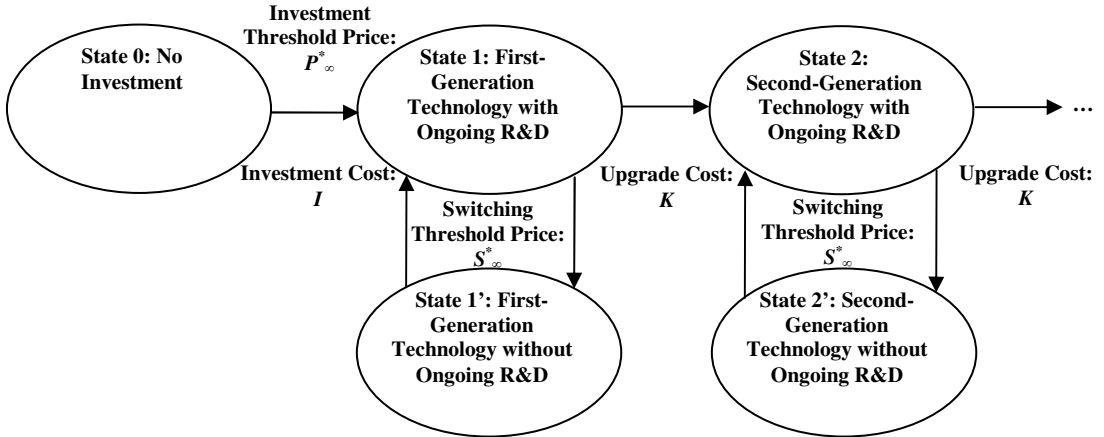 Investment
Threshold Price:
P*∞
State 0: No
Investment
State 1: First-
Generation
Technology with
Ongoing R&D
State 2:
Second-Generation
Technology with
Ongoing R&D
...
Investment Cost:
I
Upgrade Cost:
K
Upgrade Cost:
K
Switching
Threshold Price:
S*∞
Switching
Threshold Price:
S*∞
State 1’: First-
Generation
Technology without
Ongoing R&D
State 2’: Second-
Generation
Technology without
Ongoing R&D